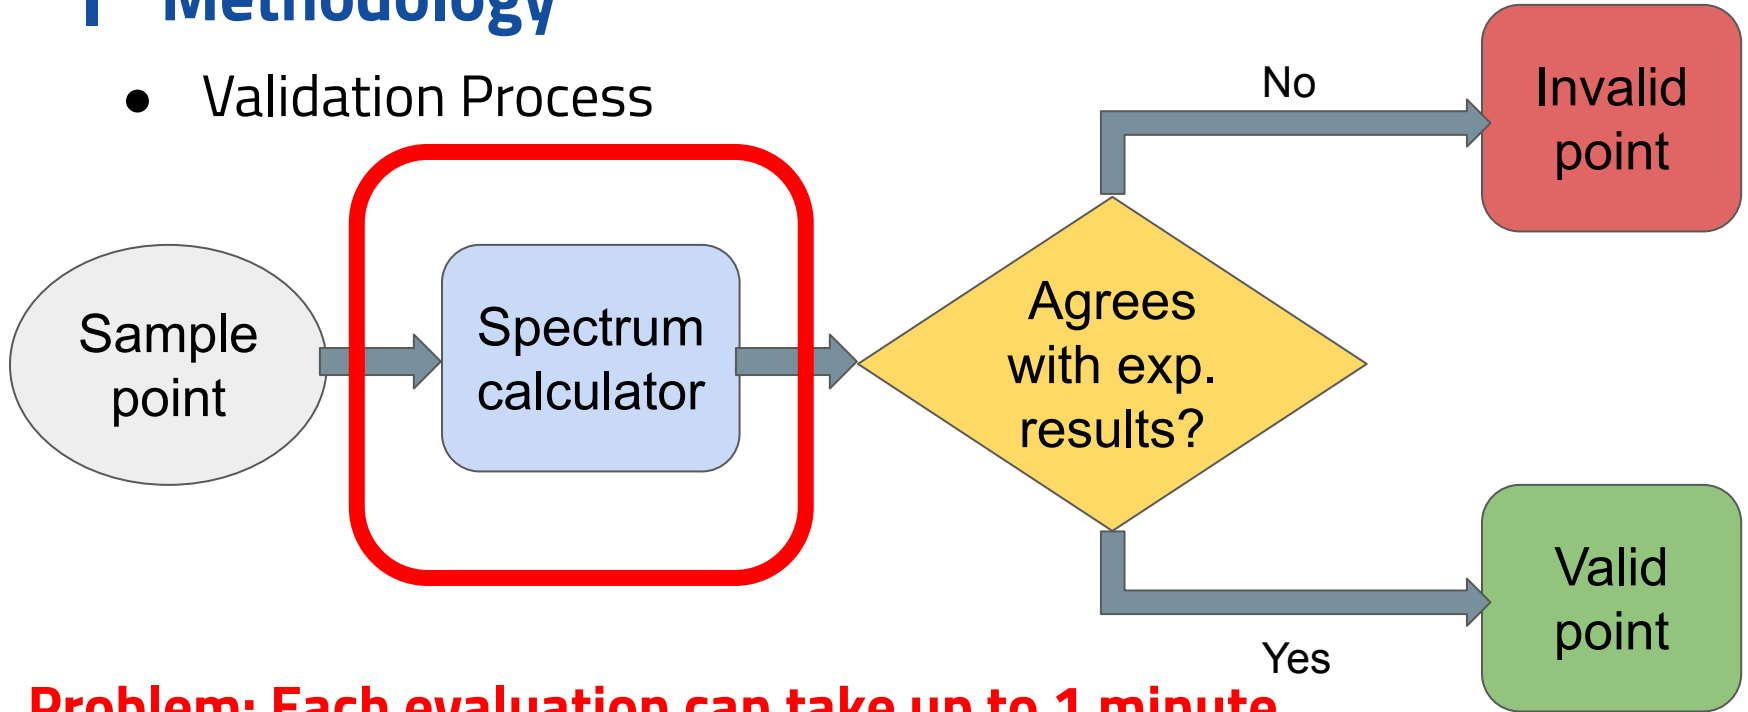 Methodology
● Validation Process
No
Invalid
point
Sample
point
Spectrum
calculator
Agrees
with exp.
results?
Valid
point
Yes
Problem: Each evaluation can take up to 1 minute